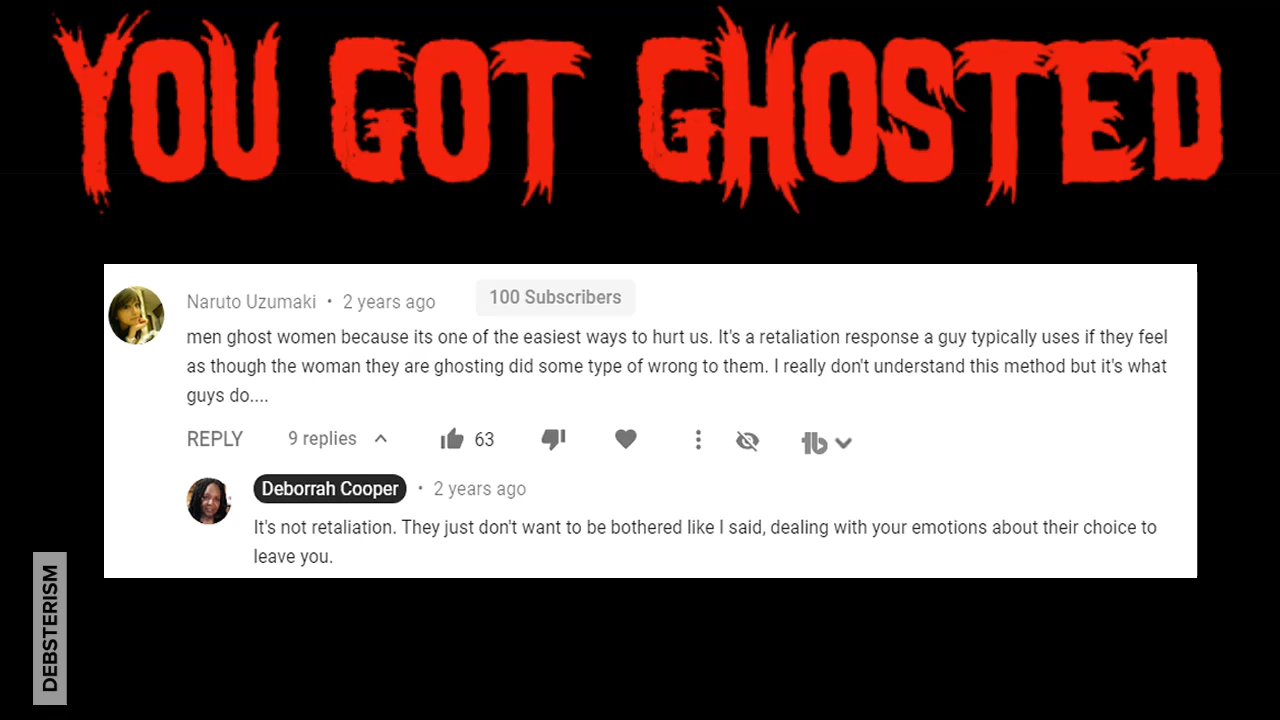 YOU GOT GHOSTED
Naruto Uzumaki • 2 years ago 100 Subscribers
men ghost women because its one of the easiest ways to hurt us. It's a retaliation response a guy typically uses if they feel
as though the woman they are ghosting did some type of wrong to them. I really don't understand this method but it's what
guys do....
REPLY 9 replies 63
Deborrah Cooper • 2 years ago
It's not retaliation. They just don't want to be bothered like I said, dealing with your emotions about their choice to
leave you.
DEBSTERISM